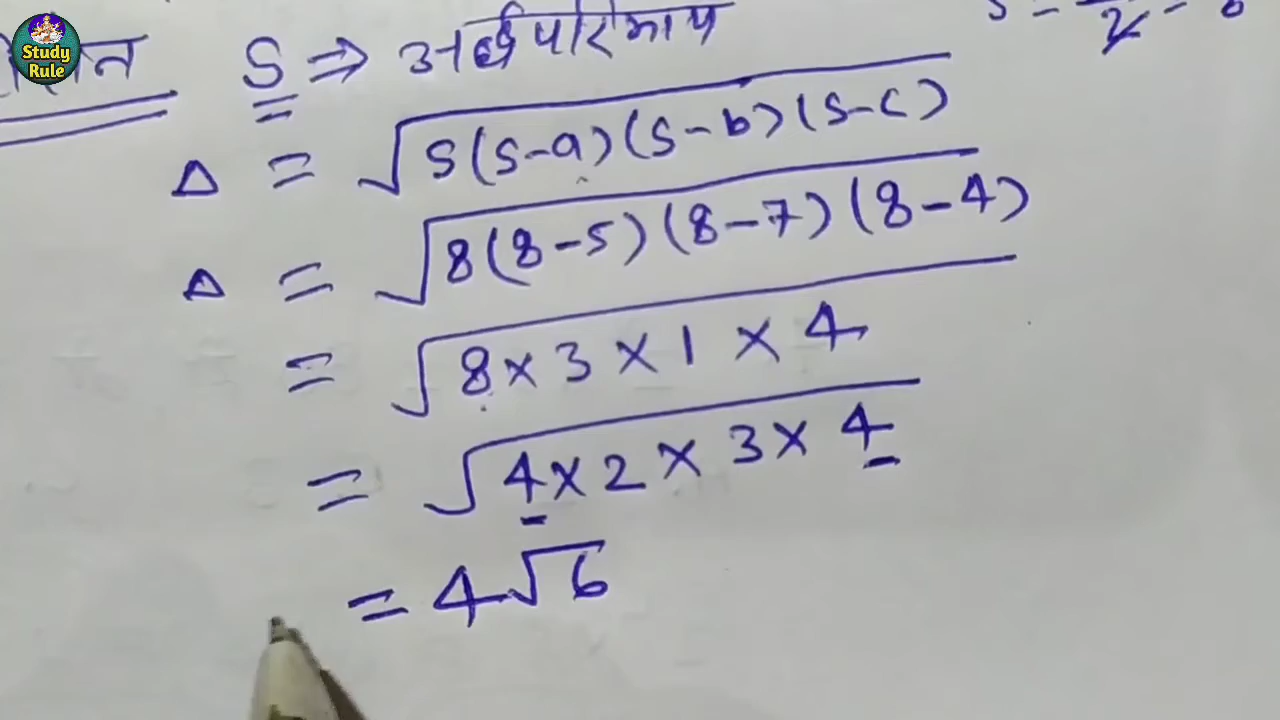 Study
Rule
S ⇒ अर्धपरिमाप
Δ = √S(S-a)(S-b)(S-c)
Δ = √8(8-5)(8-7)(8-4)
= √8×3×1×4
= √4×2×3×4
= 4√6